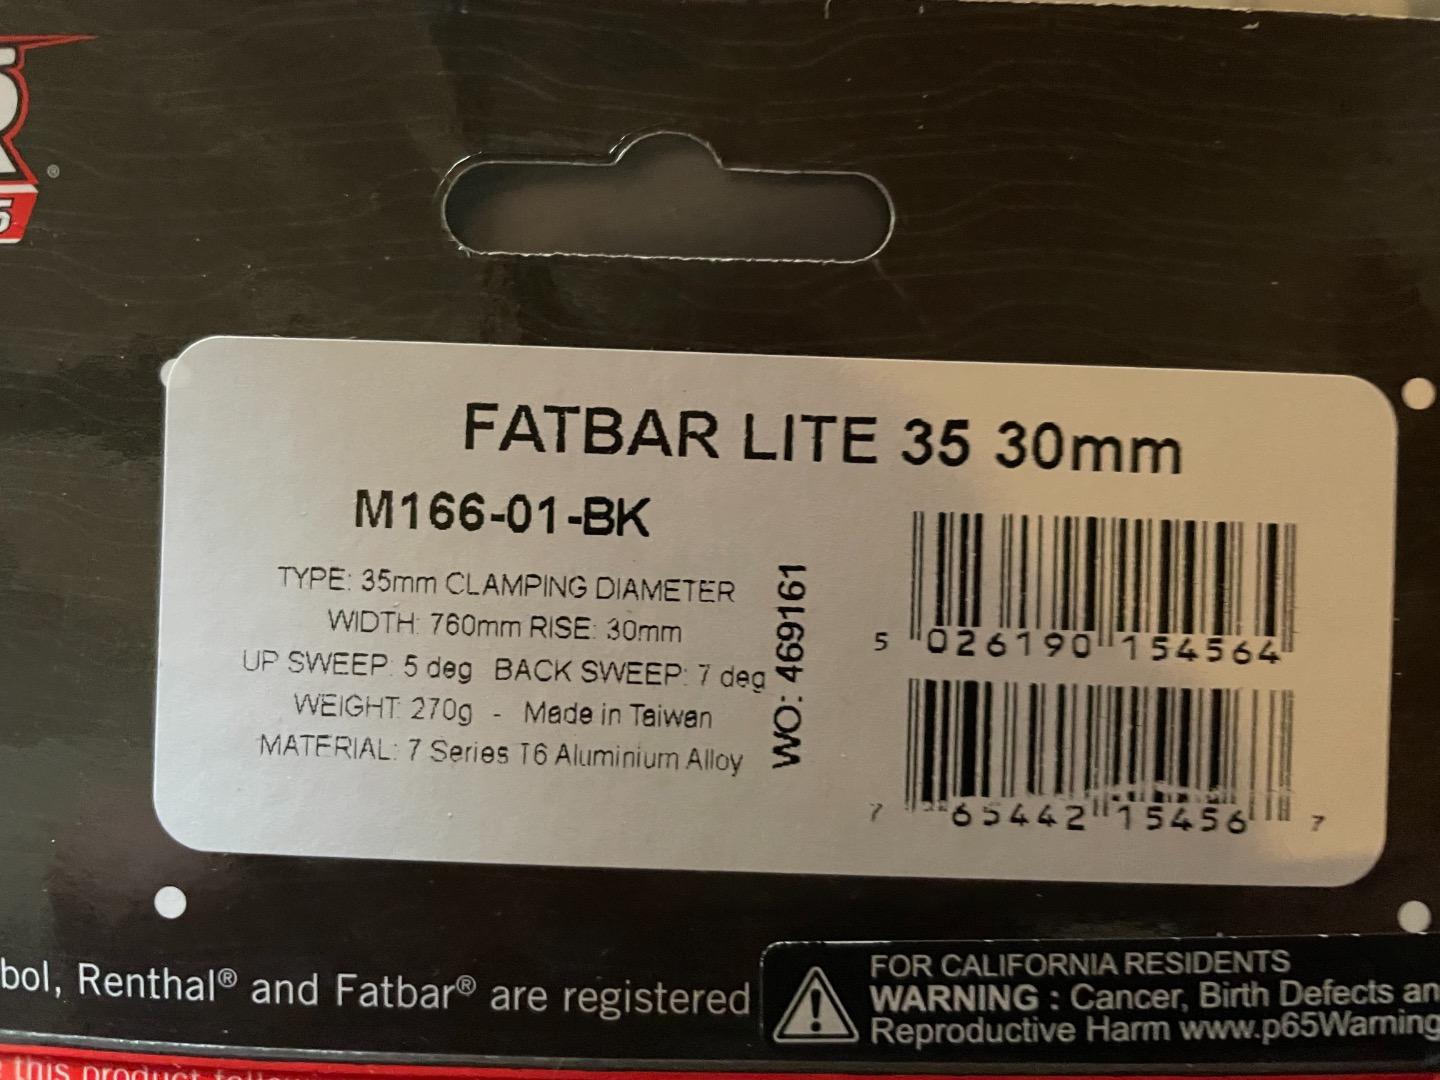 ®
5
FATBAR LITE 35 30mm
M166-01-BK
TYPE: 35mm CLAMPING DIAMETER
WIDTH: 760mm RISE: 30mm
UP SWEEP: 5 deg BACK SWEEP: 7 deg
WEIGHT: 270g - Made in Taiwan
MATERIAL: 7 Series T6 Aluminium Alloy
WO: 469161
5 026190 154564
7 65442 15456 7
bol, Renthal® and Fatbar® are registered
FOR CALIFORNIA RESIDENTS
WARNING : Cancer, Birth Defects an
Reproductive Harm www.p65Warning
this product